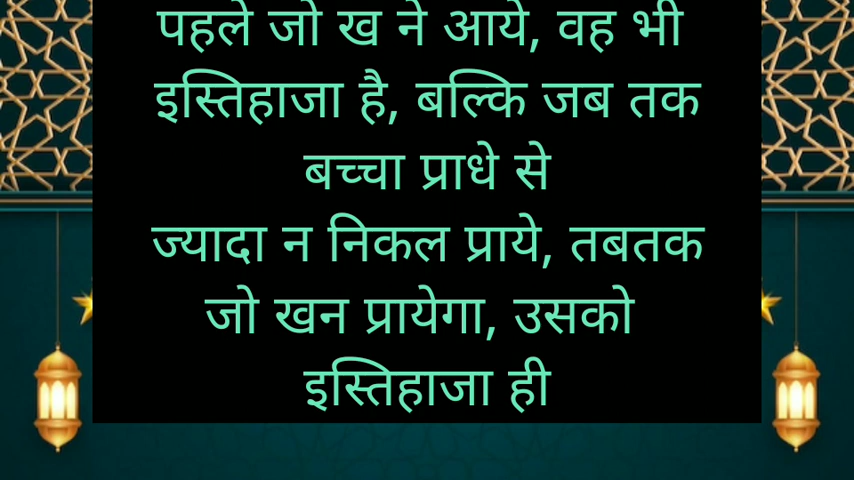 पहले जो ख ने आये, वह भी
इस्तिहाजा है, बल्कि जब तक
बच्चा प्राधे से
ज्यादा न निकल प्राये, तबतक
जो खन प्रायेगा, उसको
इस्तिहाजा ही